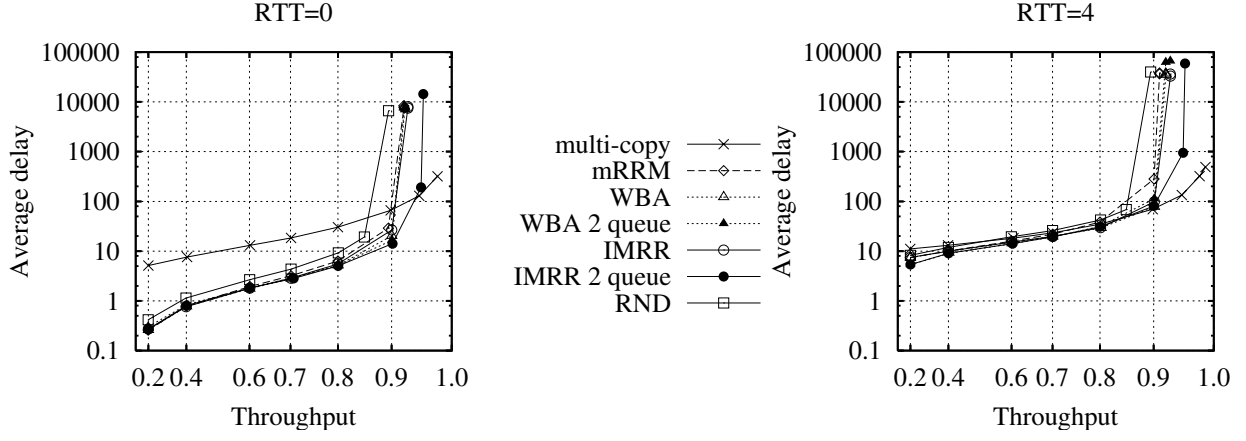 RTT=0
100000
10000
1000
100
10
1
0.1
Average delay
0.2 0.4 0.6 0.7 0.8 0.9 1.0
Throughput
multi-copy
mRRM
WBA
WBA 2 queue
IMRR
IMRR 2 queue
RND
RTT=4
100000
10000
1000
100
10
1
0.1
Average delay
0.2 0.4 0.6 0.7 0.8 0.9 1.0
Throughput